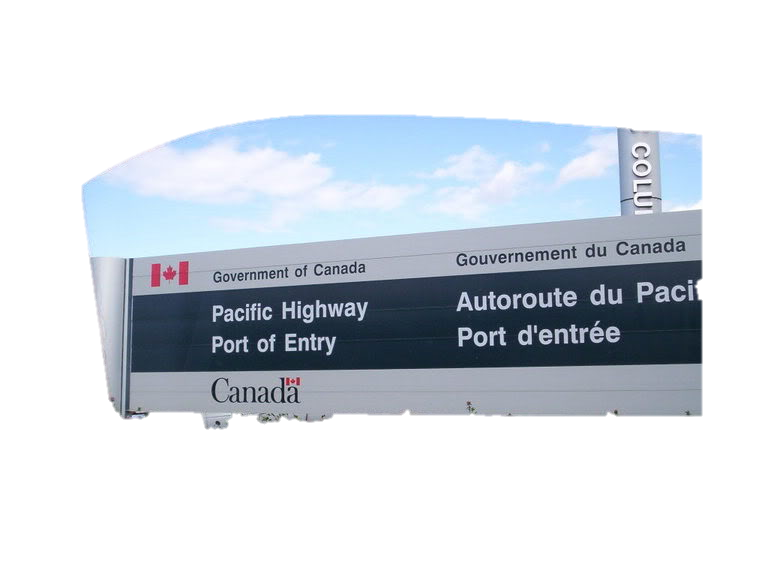 COLU
Government of Canada
Gouvernement du Canada
Pacific Highway
Port of Entry
Autoroute du Pacif
Port d'entrée
Canada